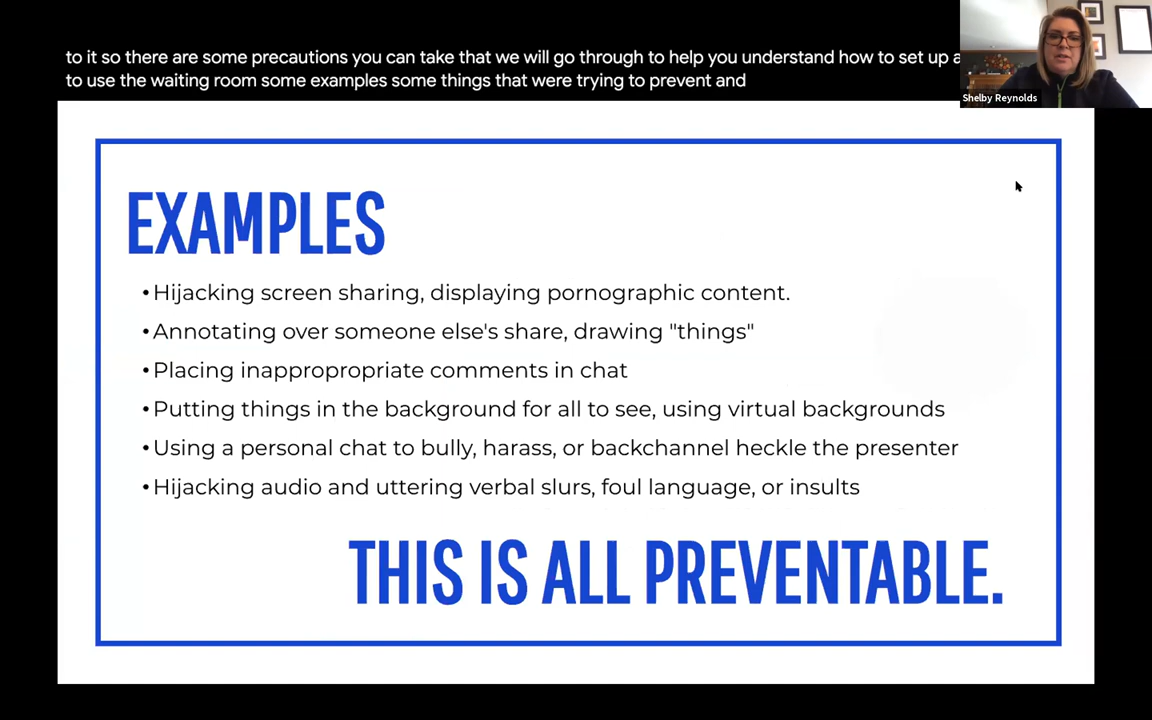 to it so there are some precautions you can take that we will go through to help you understand how to set up a
to use the waiting room some examples some things that were trying to prevent and
Shelby Reynolds
EXAMPLES
•Hijacking screen sharing, displaying pornographic content.
•Annotating over someone else's share, drawing "things"
•Placing inappropropriate comments in chat
•Putting things in the background for all to see, using virtual backgrounds
•Using a personal chat to bully, harass, or backchannel heckle the presenter
•Hijacking audio and uttering verbal slurs, foul language, or insults
THIS IS ALL PREVENTABLE.